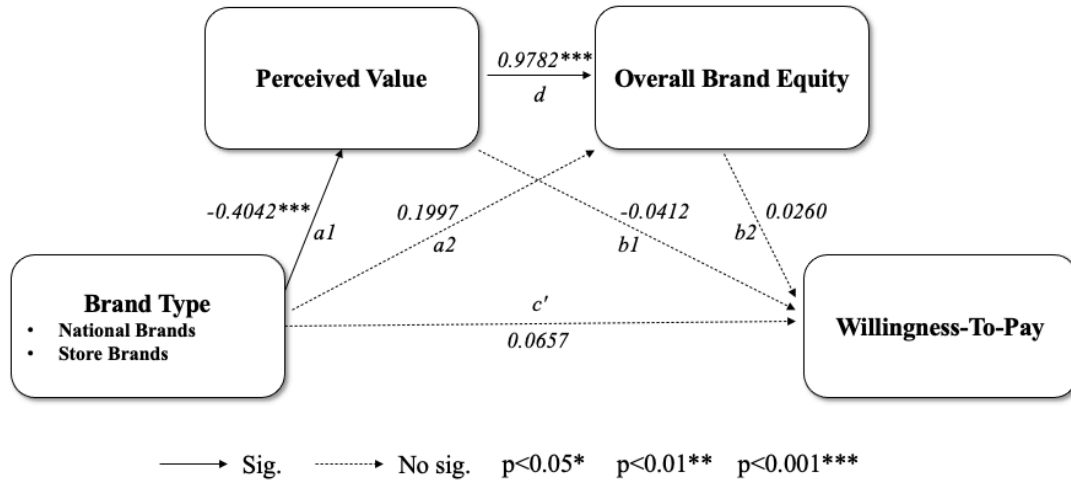 0.9782***
Perceived Value
Overall Brand Equity
d
-0.4042***
0.1997
-0.0412
0.0260
a1
a2
b1
b2
Brand Type
• National Brands
• Store Brands
c'
0.0657
Willingness-To-Pay
Sig.
No sig.
p<0.05*
p<0.01**
p<0.001***